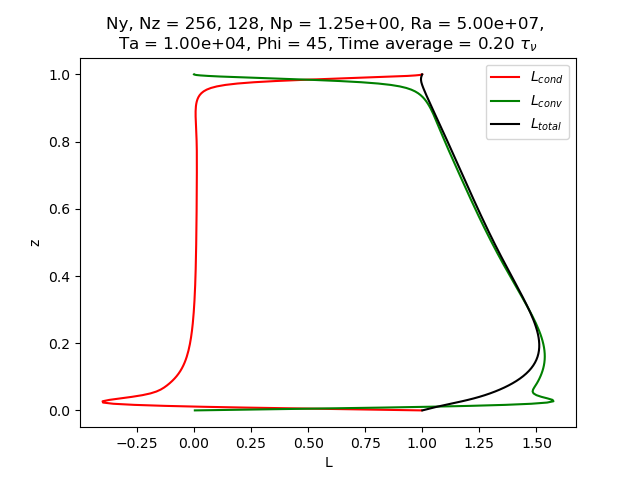 Ny, Nz = 256, 128, Np = 1.25e+00, Ra = 5.00e+07,
Ta = 1.00e+04, Phi = 45, Time average = 0.20 τν
1.0
0.8
0.6
0.4
0.2
0.0
z
Lcond
Lconv
Ltotal
−0.25 0.00 0.25 0.50 0.75 1.00 1.25 1.50
L